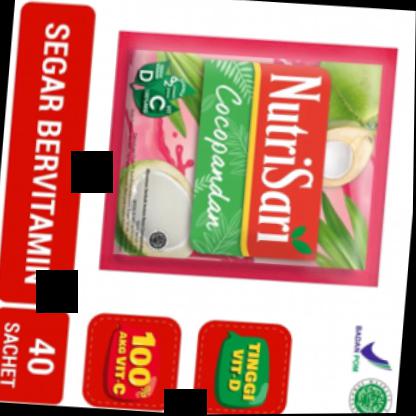 SEGAR BERVITAMIN
40
SACHET
NutriSari
Cocopandan
D
C
100%
AKG VIT-C
TINGGI
VIT-D
BADAN POM